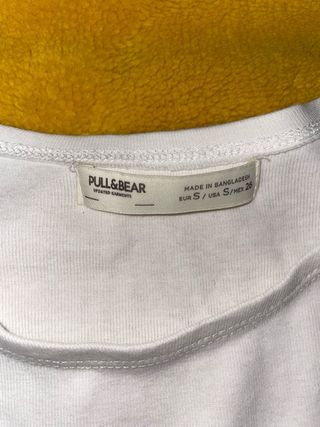 PULL&BEAR
UPDATED GARMENTS
MADE IN BANGLADESH
EUR S / USA S / MEX 26